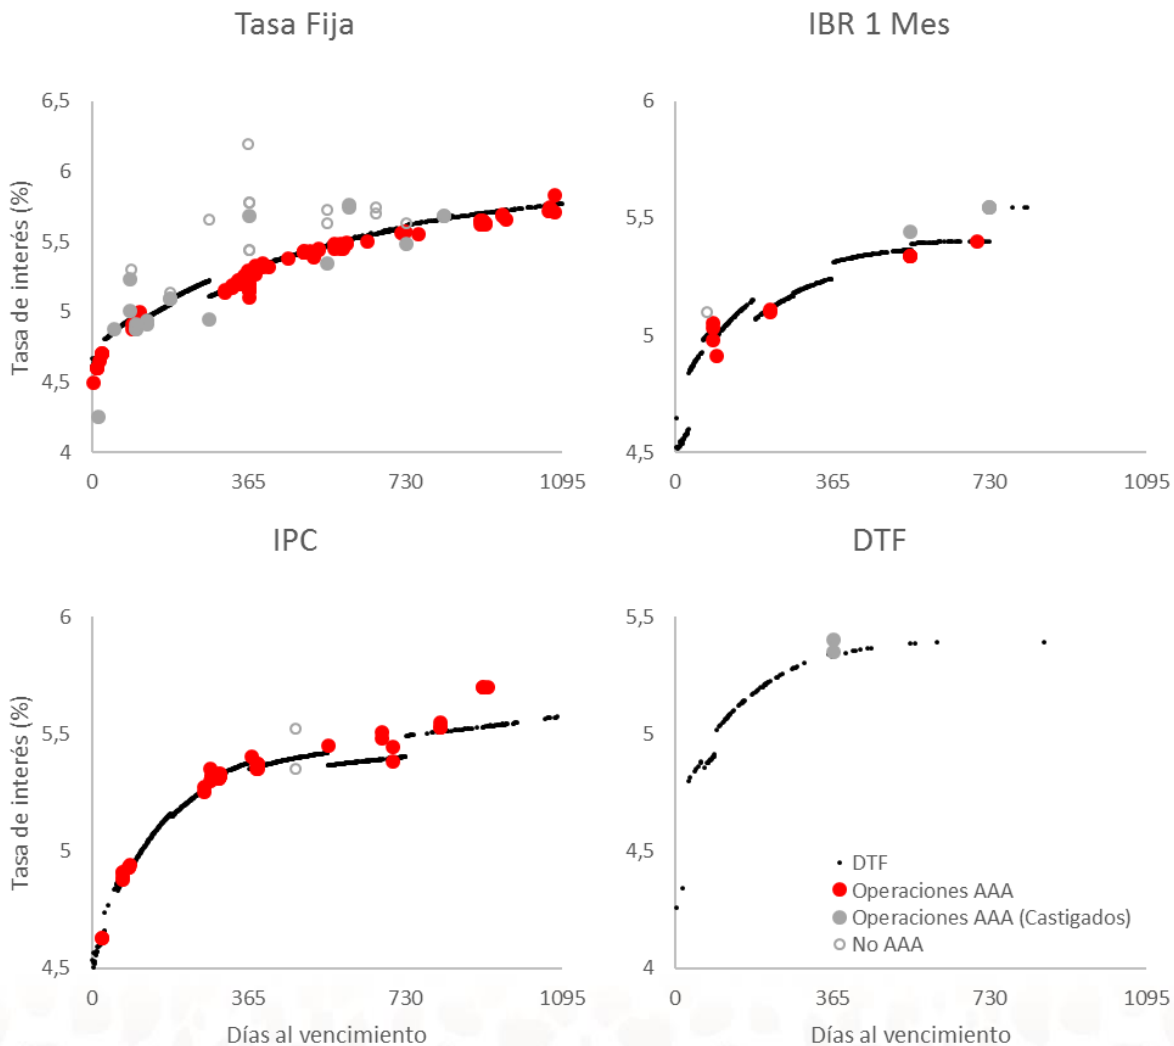 Tasa Fija
IBR 1 Mes
Tasa de interés (%)
6,5
6
5,5
5
4,5
4
0
365
730
1095
6
5,5
5
4,5
0
365
730
1095
IPC
DTF
Tasa de interés (%)
6
5,5
5
4,5
0
365
730
1095
Días al vencimiento
5,5
5
4,5
4
DTF
Operaciones AAA
Operaciones AAA (Castigados)
No AAA
0
365
730
1095
Días al vencimiento